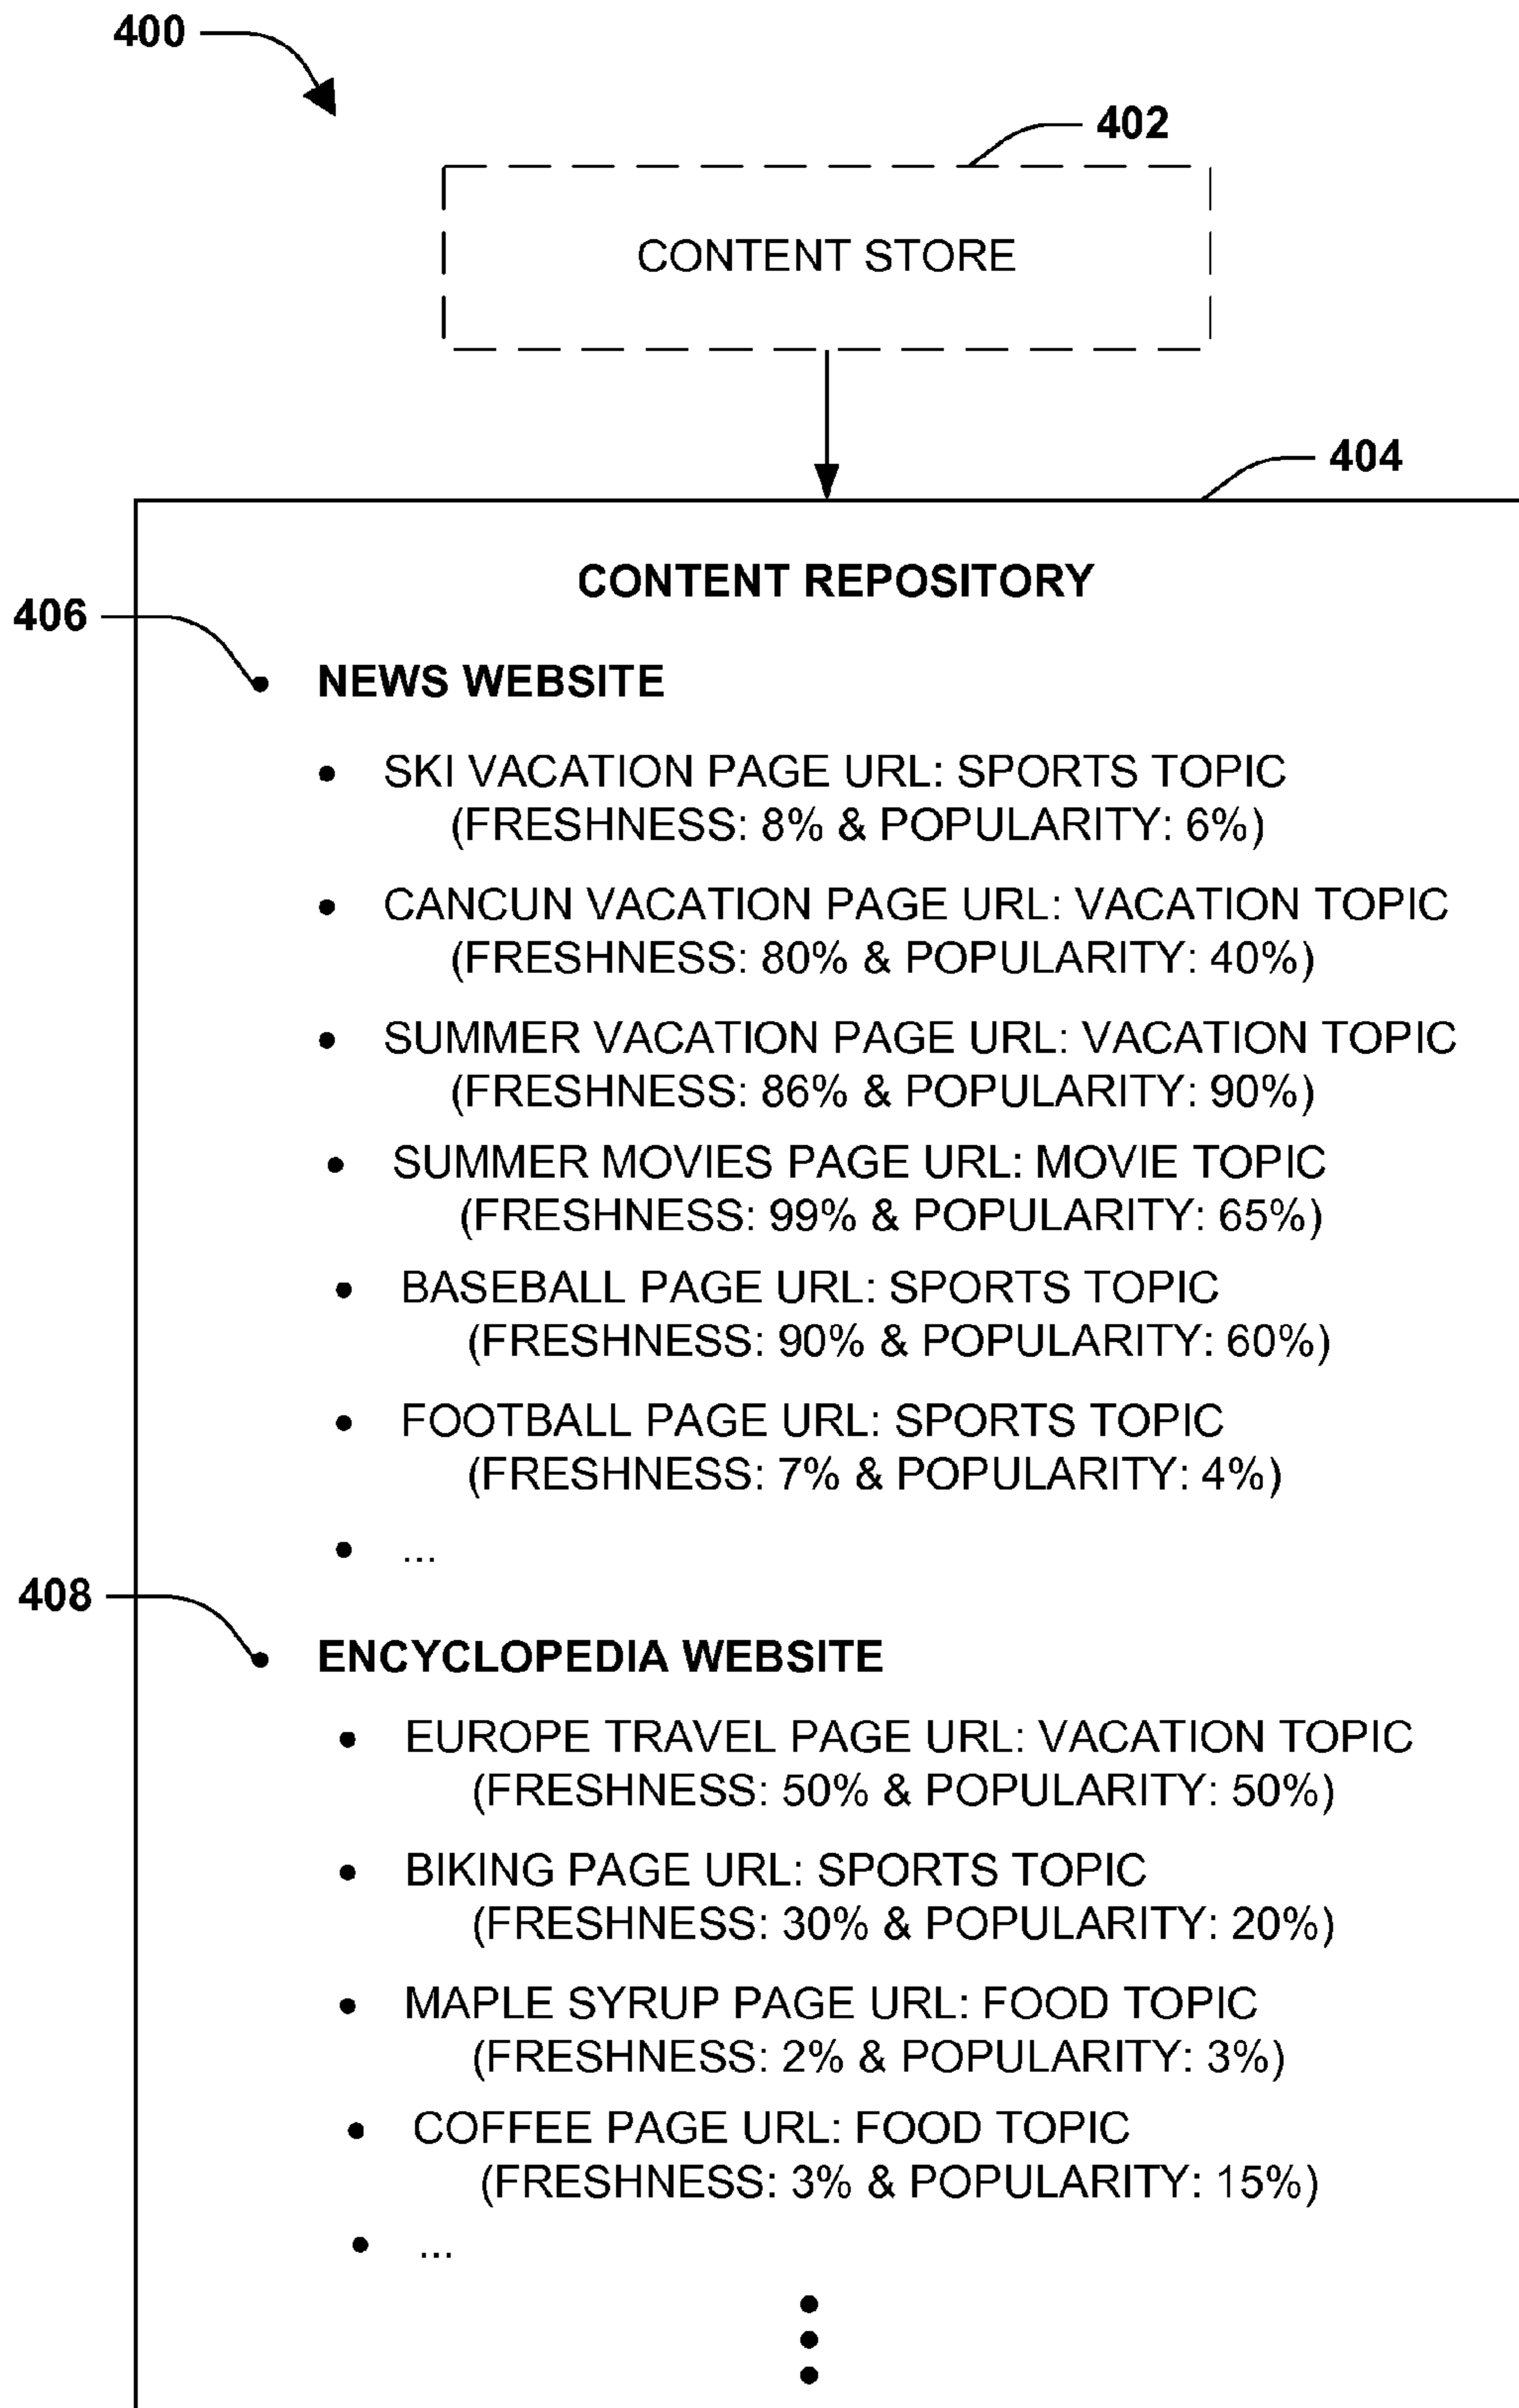 400
402
CONTENT STORE
404
CONTENT REPOSITORY
406
• NEWS WEBSITE
• SKI VACATION PAGE URL: SPORTS TOPIC
(FRESHNESS: 8% & POPULARITY: 6%)
• CANCUN VACATION PAGE URL: VACATION TOPIC
(FRESHNESS: 80% & POPULARITY: 40%)
• SUMMER VACATION PAGE URL: VACATION TOPIC
(FRESHNESS: 86% & POPULARITY: 90%)
• SUMMER MOVIES PAGE URL: MOVIE TOPIC
(FRESHNESS: 99% & POPULARITY: 65%)
• BASEBALL PAGE URL: SPORTS TOPIC
(FRESHNESS: 90% & POPULARITY: 60%)
• FOOTBALL PAGE URL: SPORTS TOPIC
(FRESHNESS: 7% & POPULARITY: 4%)
• ...
408
• ENCYCLOPEDIA WEBSITE
• EUROPE TRAVEL PAGE URL: VACATION TOPIC
(FRESHNESS: 50% & POPULARITY: 50%)
• BIKING PAGE URL: SPORTS TOPIC
(FRESHNESS: 30% & POPULARITY: 20%)
• MAPLE SYRUP PAGE URL: FOOD TOPIC
(FRESHNESS: 2% & POPULARITY: 3%)
• COFFEE PAGE URL: FOOD TOPIC
(FRESHNESS: 3% & POPULARITY: 15%)
• ...